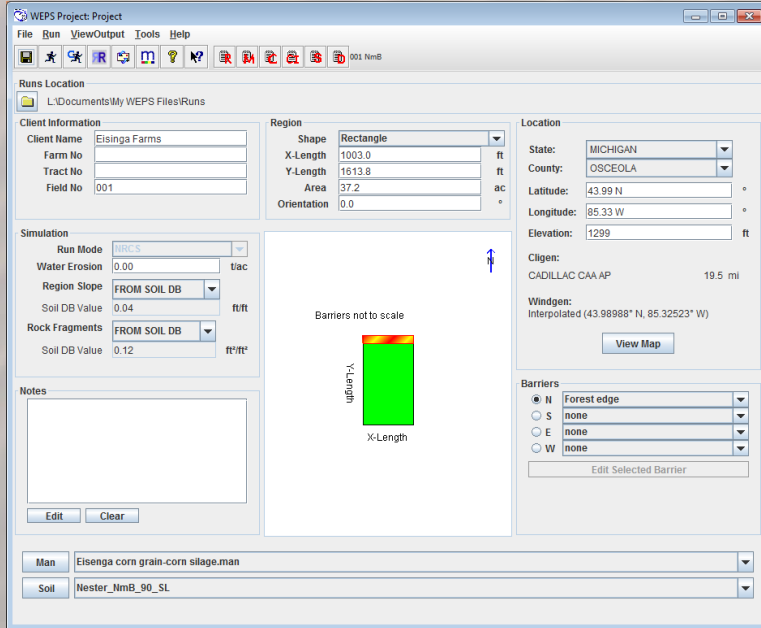 WEPS Project: Project
File Run ViewOutput Tools Help
001 NmB
Runs Location
L:\Documents\My WEPS Files\Runs
Client Information
Client Name Eisinga Farms
Farm No
Tract No
Field No 001
Region
Shape Rectangle
X-Length 1003.0 ft
Y-Length 1613.8 ft
Area 37.2 ac
Orientation 0.0 °
Location
State: MICHIGAN
County: OSCEOLA
Latitude: 43.99 N °
Longitude: 85.33 W °
Elevation: 1299 ft
Cligen:
CADILLAC CAA AP 19.5 mi
Windgen:
Interpolated (43.98988° N, 85.32523° W)
View Map
Simulation
Run Mode NRCS
Water Erosion 0.00 t/ac
Region Slope FROM SOIL DB
Soil DB Value 0.04 ft/ft
Rock Fragments FROM SOIL DB
Soil DB Value 0.12 ft³/ft³
N
Barriers not to scale
Y-Length
X-Length
Notes
Edit Clear
Barriers
N Forest edge
S none
E none
W none
Edit Selected Barrier
Man Eisenga corn grain-corn silage.man
Soil Nester_NmB_90_SL